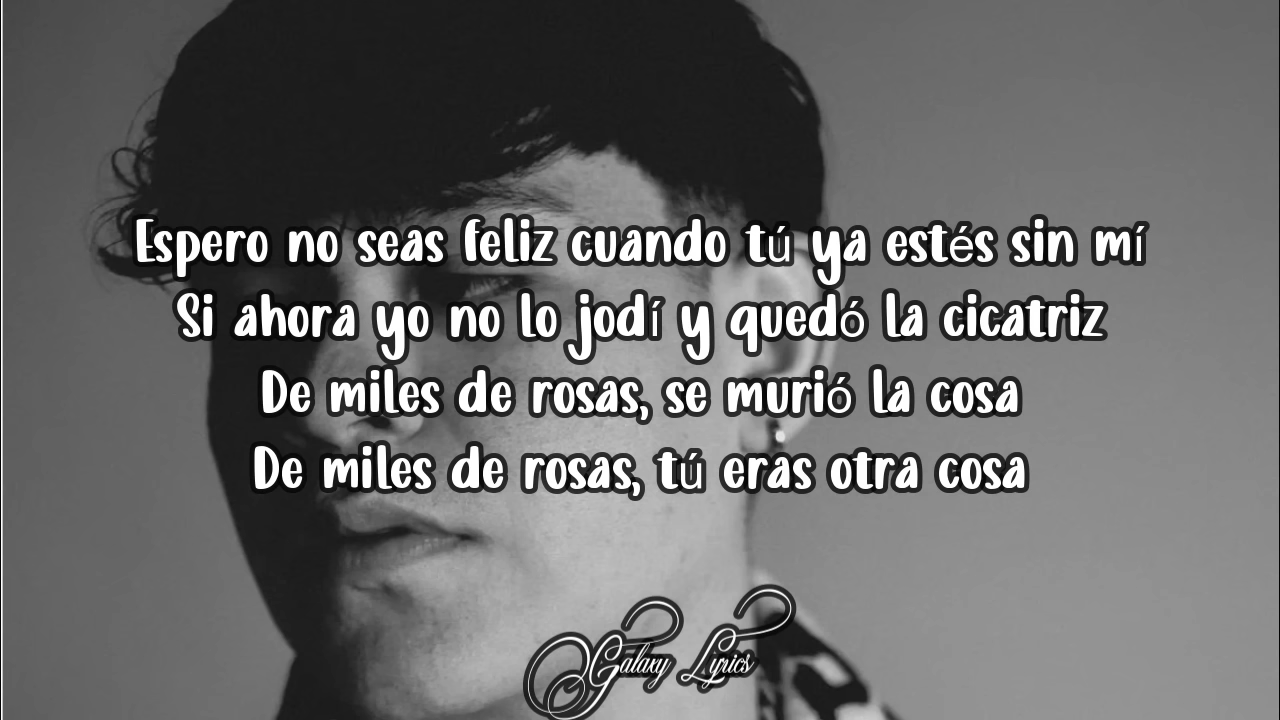 Espero no seas feliz cuando tú ya estés sin mí
Si ahora yo no lo jodí y quedó la cicatriz
De miles de rosas, se murió la cosa
De miles de rosas, tú eras otra cosa
Galaxy Lyrics